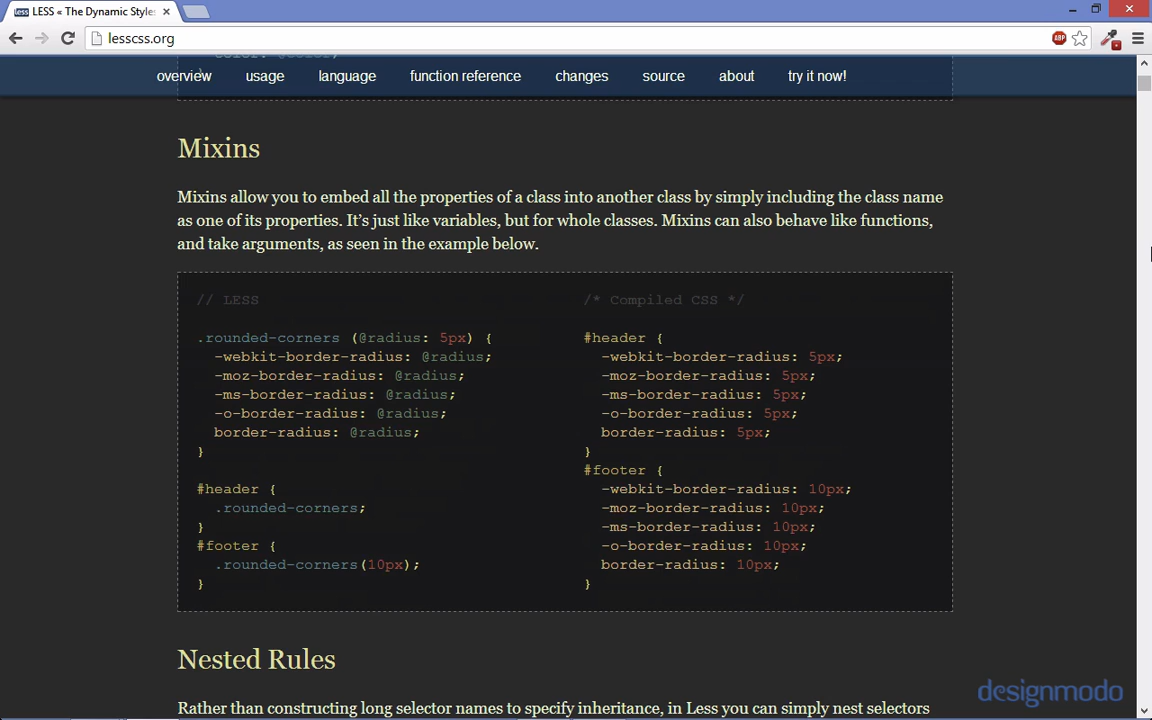 less LESS « The Dynamic Styles
lesscss.org
ABP
color: @color;
overview usage language function reference changes source about try it now!
Mixins
Mixins allow you to embed all the properties of a class into another class by simply including the class name
as one of its properties. It’s just like variables, but for whole classes. Mixins can also behave like functions,
and take arguments, as seen in the example below.
// LESS
.rounded-corners (@radius: 5px) {
-webkit-border-radius: @radius;
-moz-border-radius: @radius;
-ms-border-radius: @radius;
-o-border-radius: @radius;
border-radius: @radius;
}
#header {
.rounded-corners;
}
#footer {
.rounded-corners(10px);
}
/* Compiled CSS */
#header {
-webkit-border-radius: 5px;
-moz-border-radius: 5px;
-ms-border-radius: 5px;
-o-border-radius: 5px;
border-radius: 5px;
}
#footer {
-webkit-border-radius: 10px;
-moz-border-radius: 10px;
-ms-border-radius: 10px;
-o-border-radius: 10px;
border-radius: 10px;
}
Nested Rules
Rather than constructing long selector names to specify inheritance, in Less you can simply nest selectors
designmodo